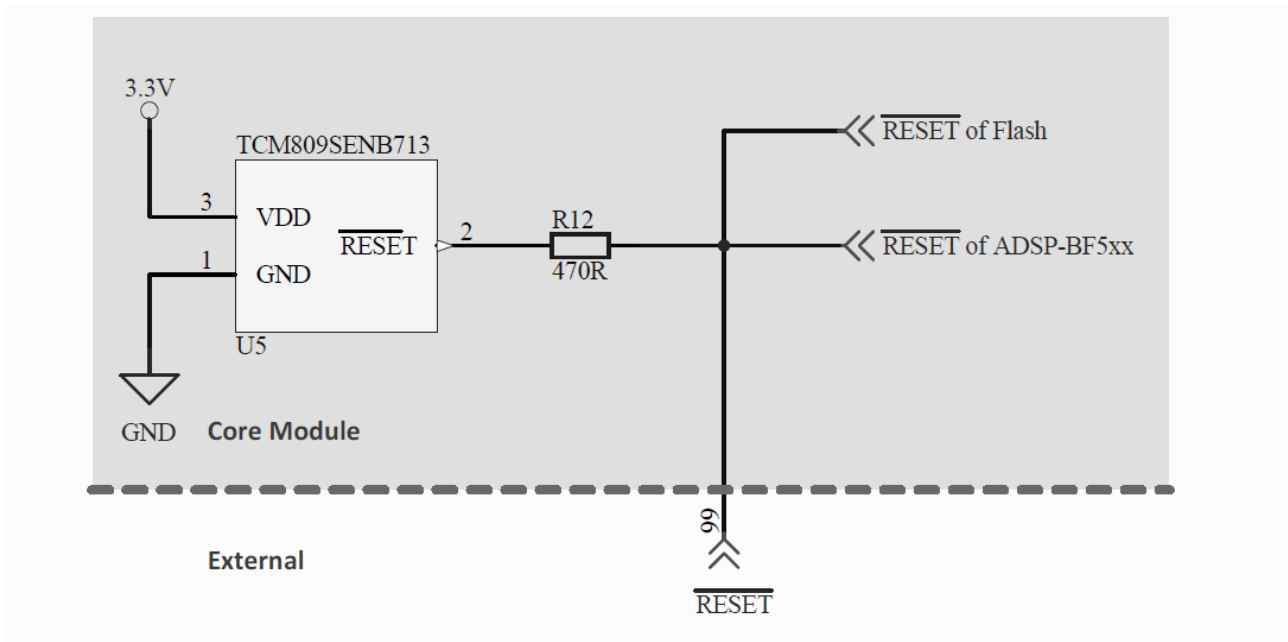 3.3V
TCM809SENB713
3
VDD
RESET
2
R12
470R
1
GND
U5
GND
Core Module
RESET of Flash
RESET of ADSP-BF5xx
99
External
RESET